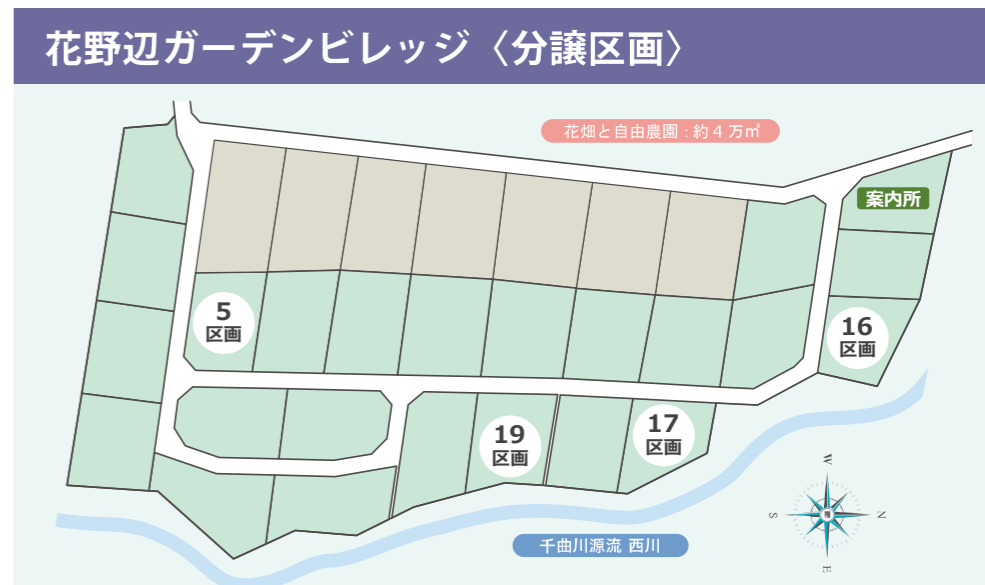 花野辺ガーデンビレッジ〈分譲区画〉
花畑と自由農園：約４万㎡
案内所
5
区画
16
区画
17
区画
19
区画
W
S
N
E
千曲川源流 西川